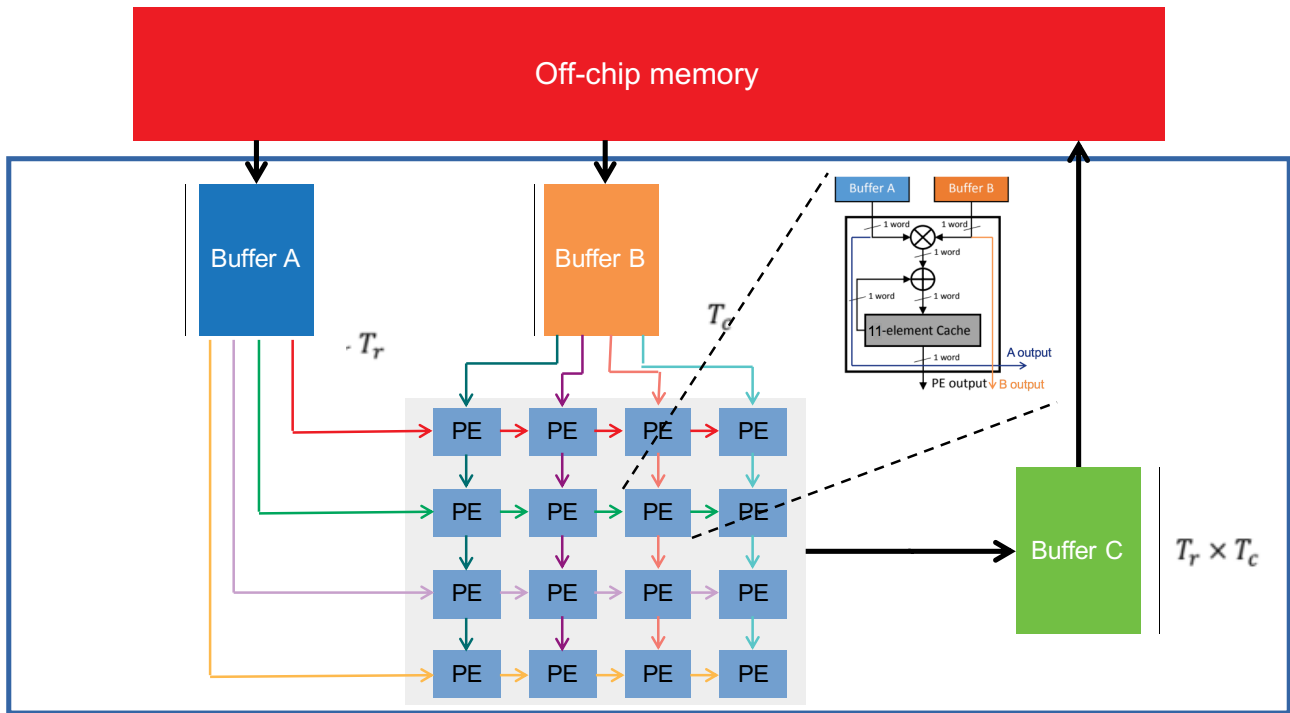 Off-chip memory
Buffer A
Buffer B
Buffer A
Buffer B
1 word
1 word
1 word
1 word
1 word
11-element Cache
1 word
A output
PE output
B output
- T_r
T_c
PE PE PE PE
PE PE PE PE
PE PE PE PE
PE PE PE PE
Buffer C
T_r × T_c